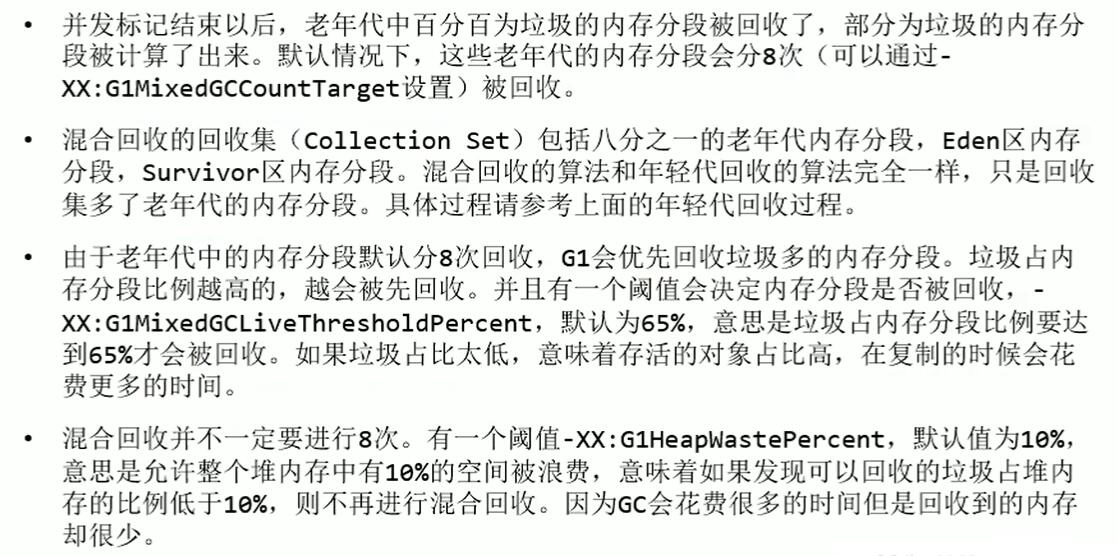 • 并发标记结束以后，老年代中百分百为垃圾的内存分段被回收了，部分为垃圾的内存分
段被计算了出来。默认情况下，这些老年代的内存分段会分8次（可以通过-
XX:G1MixedGCCountTarget设置）被回收。
• 混合回收的回收集（Collection Set）包括八分之一的老年代内存分段，Eden区内存
分段，Survivor区内存分段。混合回收的算法和年轻代回收的算法完全一样，只是回收
集多了老年代的内存分段。具体过程请参考上面的年轻代回收过程。
• 由于老年代中的内存分段默认分8次回收，G1会优先回收垃圾多的内存分段。垃圾占内
存分段比例越高的，越会被先回收。并且有一个阈值会决定内存分段是否被回收，-
XX:G1MixedGCLiveThresholdPercent，默认为65%，意思是垃圾占内存分段比例要达
到65%才会被回收。如果垃圾占比太低，意味着存活的对象占比高，在复制的时候会花
费更多的时间。
• 混合回收并不一定要进行8次。有一个阈值-XX:G1HeapWastePercent，默认值为10%，
意思是允许整个堆内存中有10%的空间被浪费，意味着如果发现可以回收的垃圾占堆内
存的比例低于10%，则不再进行混合回收。因为GC会花费很多的时间但是回收到的内存
却很少。